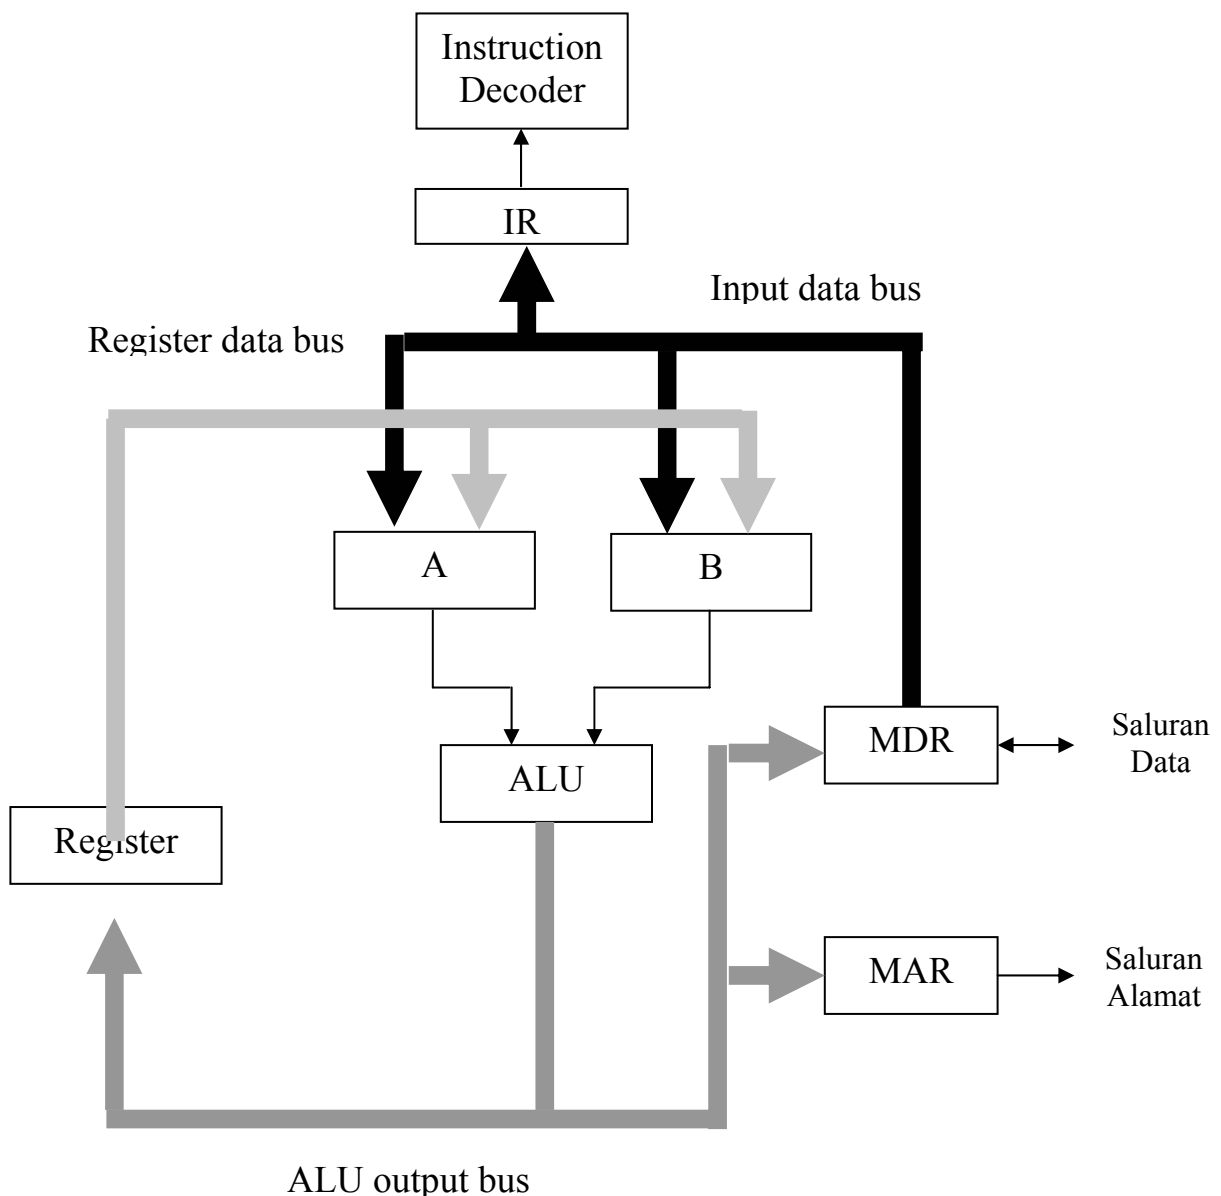 Instruction
Decoder
IR
Input data bus
Register data bus
A
B
MDR
Saluran
Data
ALU
Register
MAR
Saluran
Alamat
ALU output bus